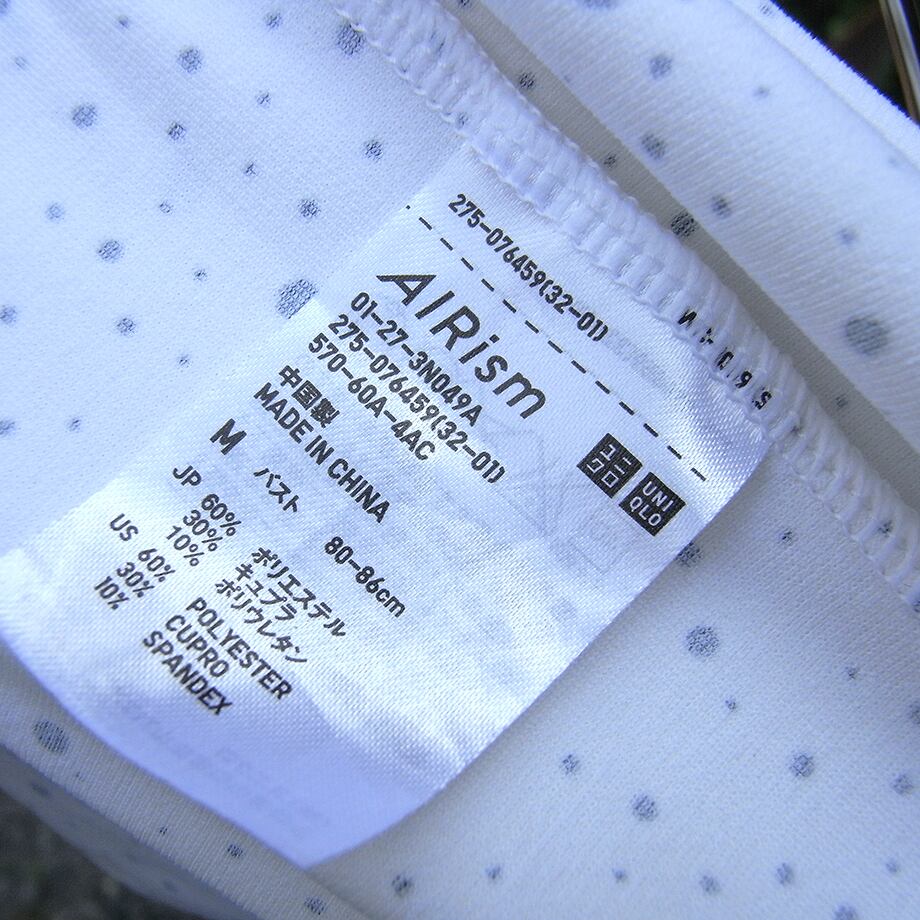 275-076459(32-01)
AIRism
01-27-3N049A
275-076459(32-01)
570-60A-4AC
中国製
MADE IN CHINA
M バスト 80-86cm
JP 60% ポリエステル
30% キュプラ
10% ポリウレタン
US 60% POLYESTER
30% CUPRO
10% SPANDEX
ユニ
クロ
UNI
QLO